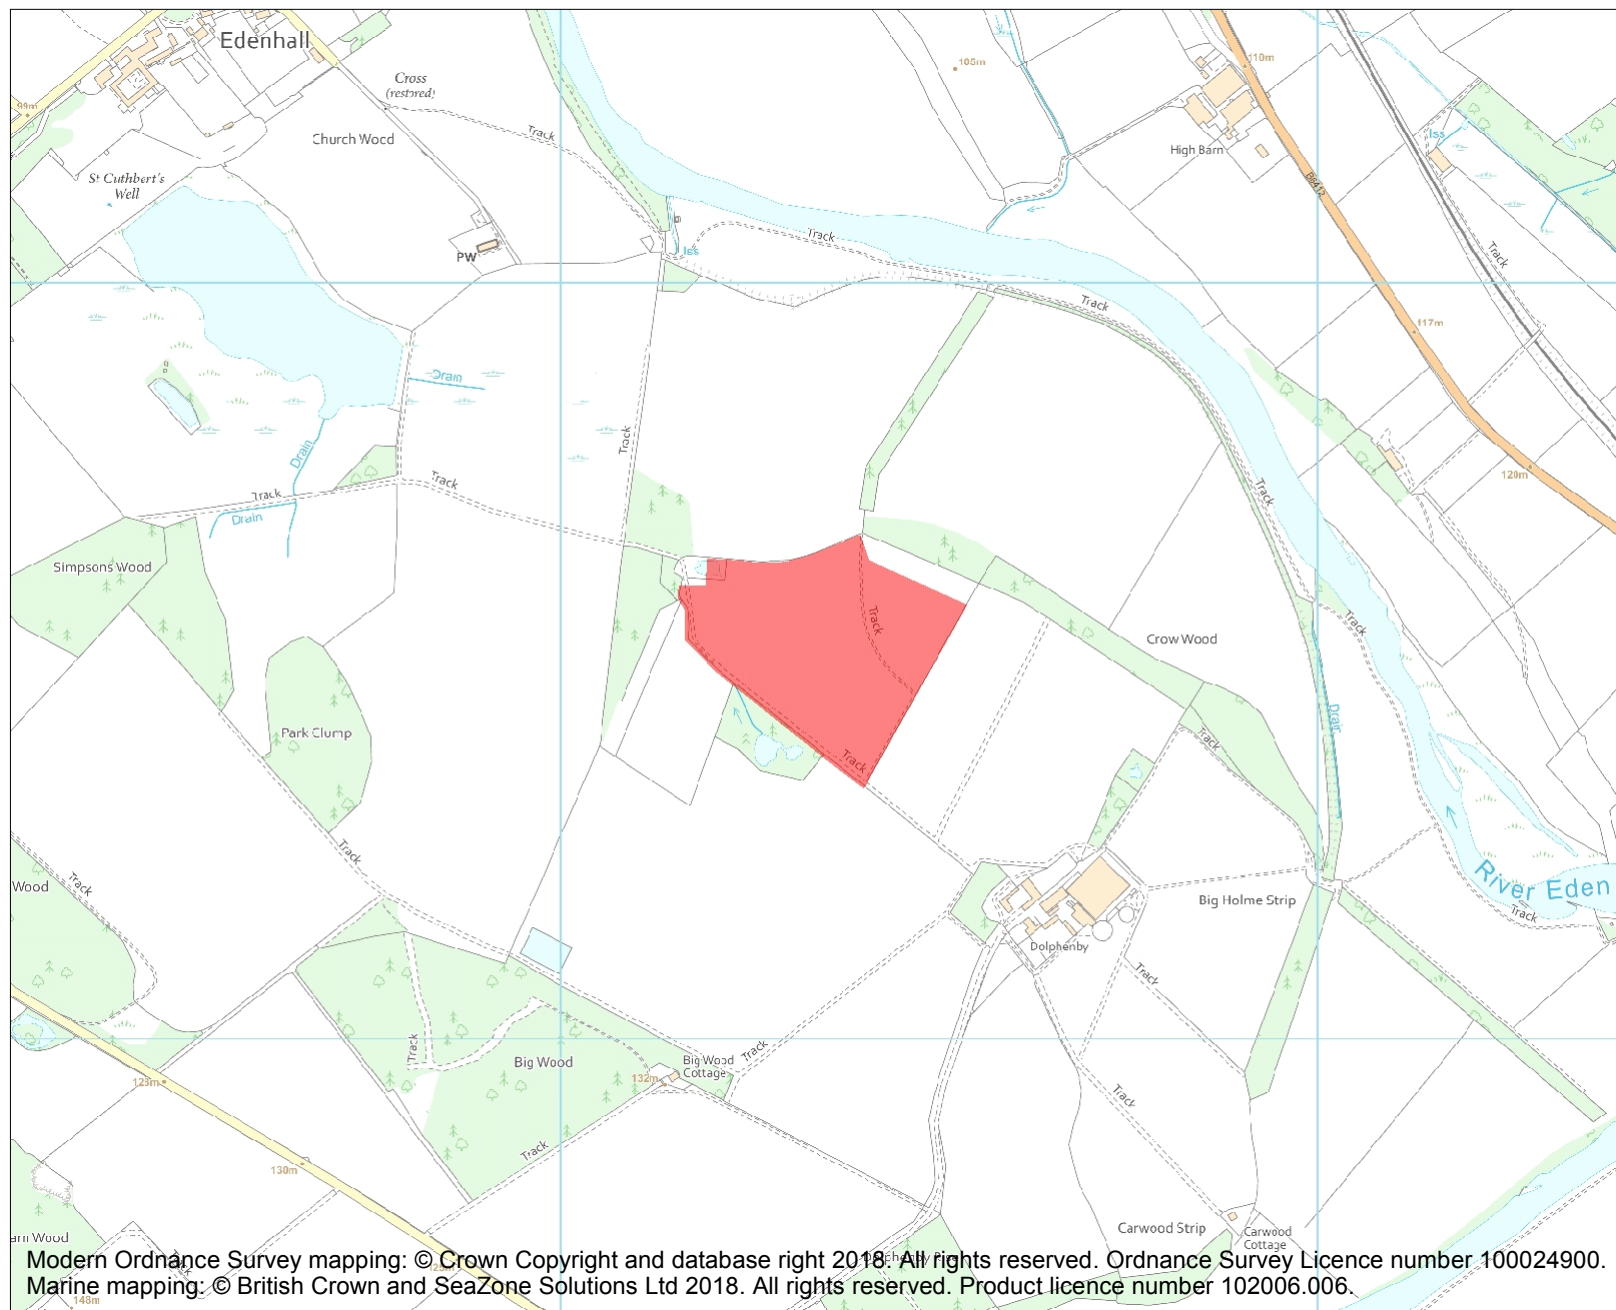 Edenhall
Cross
(restored)
105m
110m
99m
Church Wood
Track
High Barn
Iss
St Cuthbert's
Well
B6412
PW
Iss
Track
Track
Track
117m
Drain
Track
Drain
Track
Track
Track
120m
Drain
Simpsons Wood
Track
Track
Crow Wood
Park Clump
Drain
Track
Track
Track
Wood
Track
River Eden
Big Holme Strip
Track
Dolphenby
Track
Track
Big Wood
Big Wood
Cottage
Track
123m
132m
Track
Track
130m
Carwood Strip
Carwood
Cottage
Wood
Track
Modern Ordnance Survey mapping: © Crown Copyright and database right 2018. All rights reserved. Ordnance Survey Licence number 100024900.
Marine mapping: © British Crown and SeaZone Solutions Ltd 2018. All rights reserved. Product licence number 102006.006.
148m